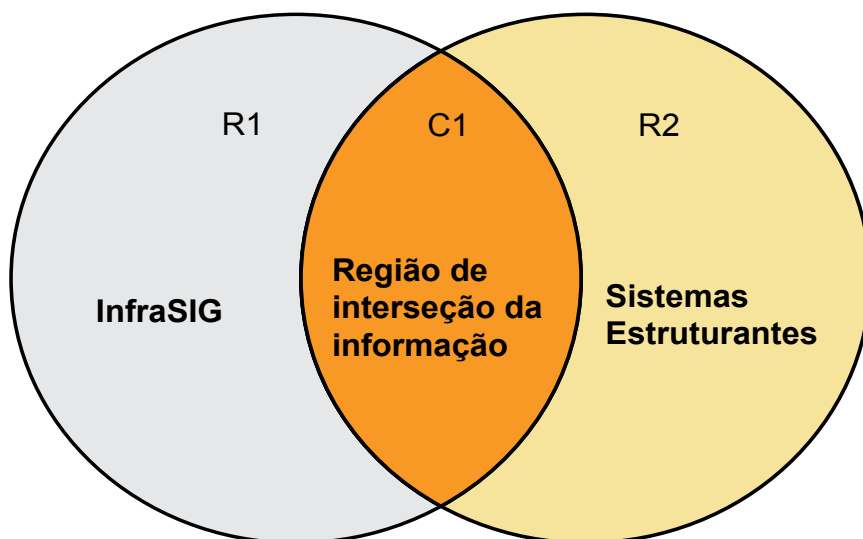 R1
C1
R2
InfraSIG
Região de
interseção da
informação
Sistemas
Estruturantes